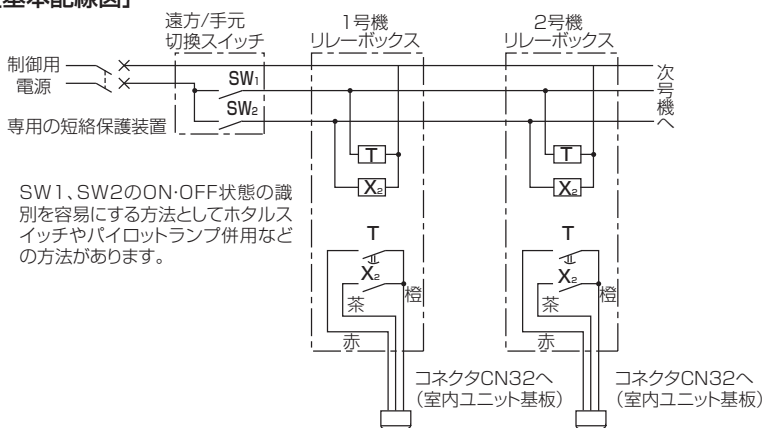 基本配線図」
遠方/手元
切換スイッチ
1号機
リレーボックス
2号機
リレーボックス
制御用
電源
専用の短絡保護装置
SW₁
SW₂
次号機へ
T
X₂
T
X₂
SW1、SW2のON・OFF状態の識
別を容易にする方法としてホタルス
イッチやパイロットランプ併用など
の方法があります。
T
X₂
茶
橙
赤
T
X₂
茶
橙
赤
コネクタCN32へ
(室内ユニット基板)
コネクタCN32へ
(室内ユニット基板)